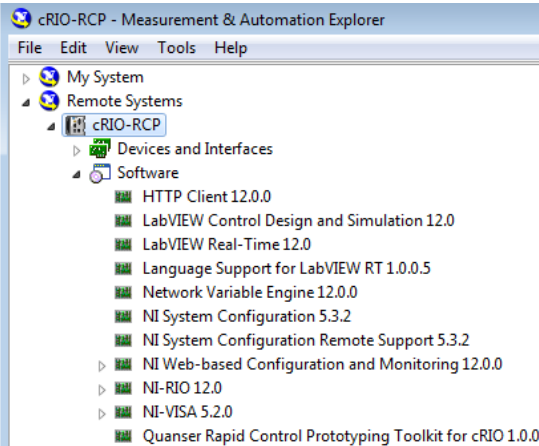 cRIO-RCP - Measurement & Automation Explorer
File Edit View Tools Help
My System
Remote Systems
cRIO-RCP
Devices and Interfaces
Software
HTTP Client 12.0.0
LabVIEW Control Design and Simulation 12.0
LabVIEW Real-Time 12.0
Language Support for LabVIEW RT 1.0.0.5
Network Variable Engine 12.0.0
NI System Configuration 5.3.2
NI System Configuration Remote Support 5.3.2
NI Web-based Configuration and Monitoring 12.0.0
NI-RIO 12.0
NI-VISA 5.2.0
Quanser Rapid Control Prototyping Toolkit for cRIO 1.0.0